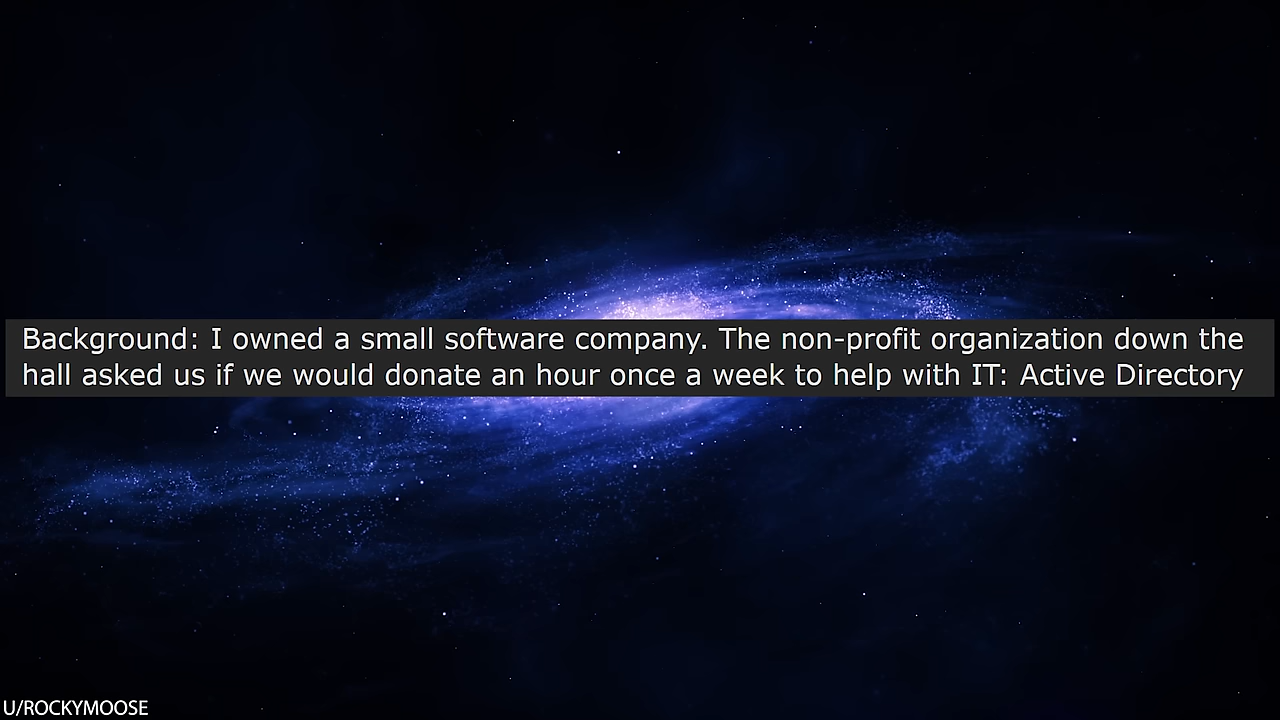 Background: I owned a small software company. The non-profit organization down the
hall asked us if we would donate an hour once a week to help with IT: Active Directory
U/ROCKYMOOSE